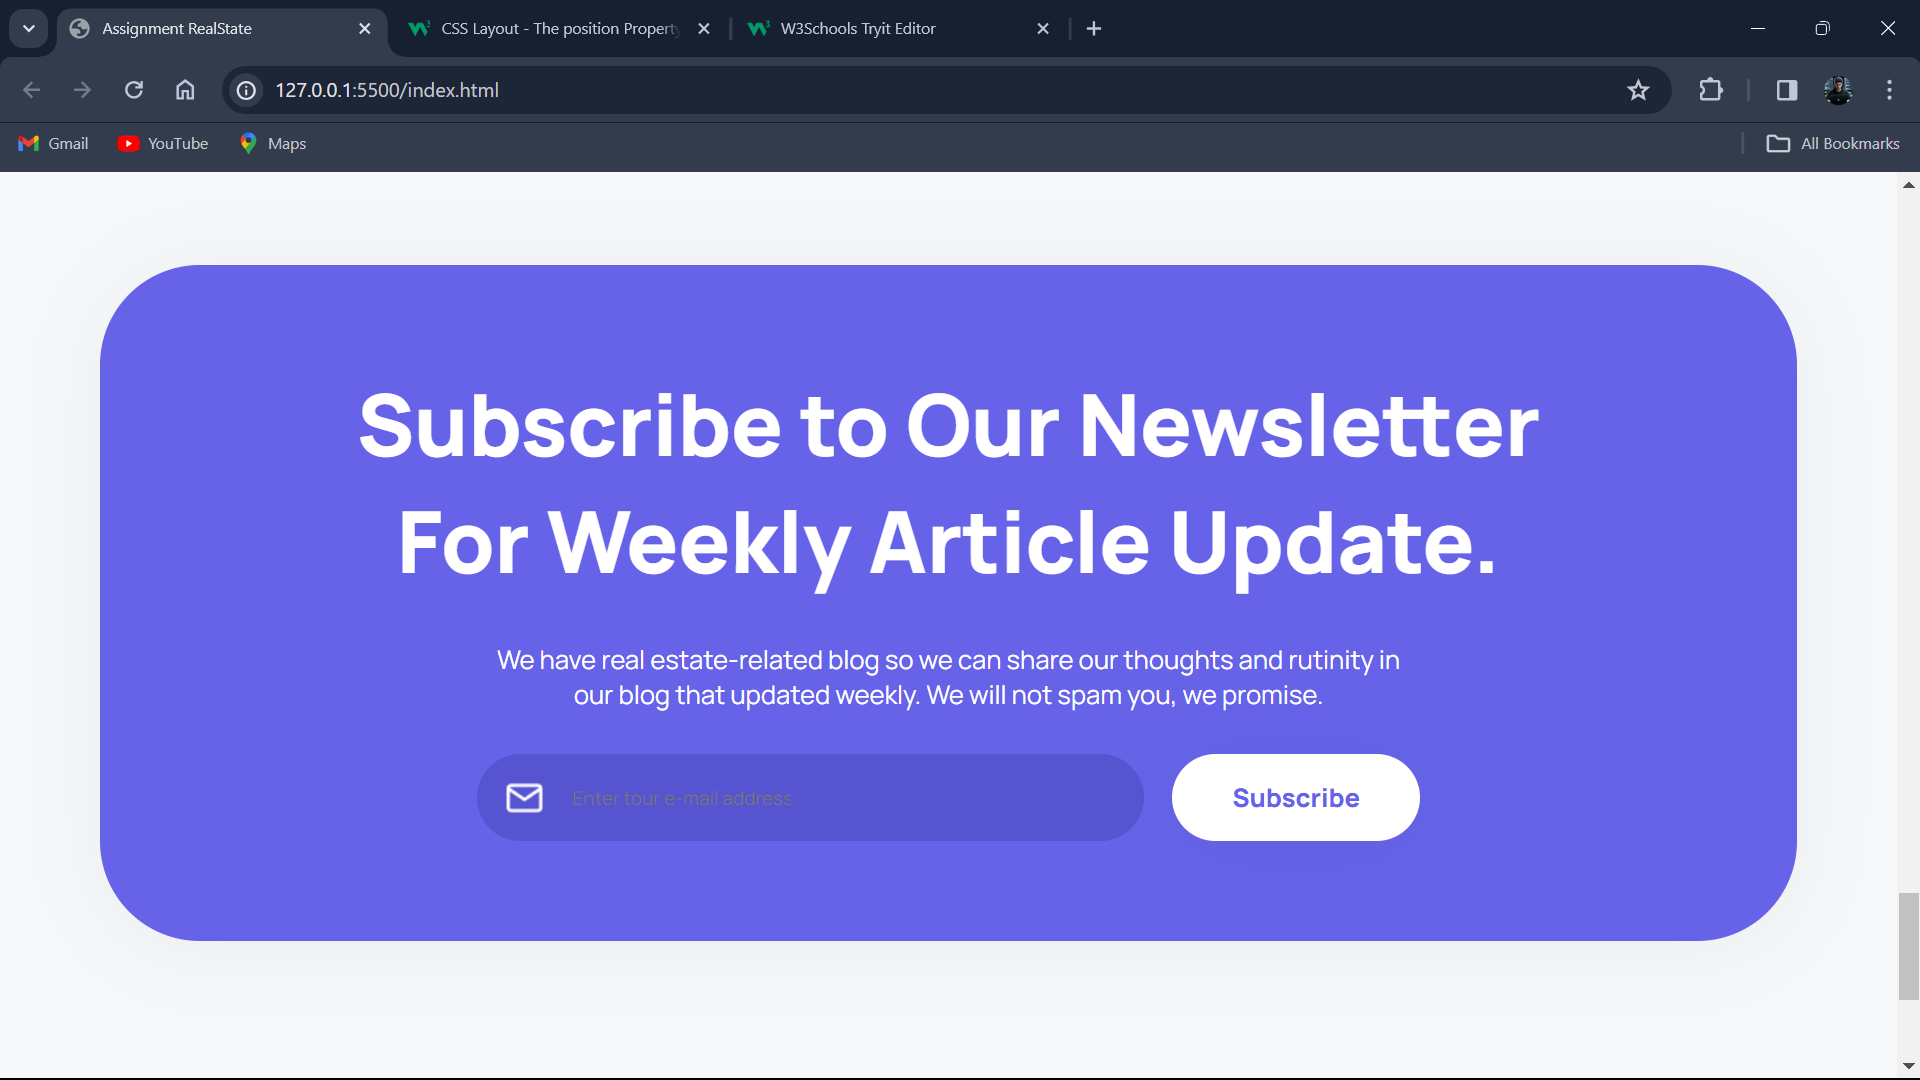 Assignment RealState
CSS Layout - The position Property
W3Schools Tryit Editor
127.0.0.1:5500/index.html
Gmail
YouTube
Maps
All Bookmarks
Subscribe to Our Newsletter
For Weekly Article Update.
We have real estate-related blog so we can share our thoughts and rutinity in
our blog that updated weekly. We will not spam you, we promise.
Enter tour e-mail address
Subscribe